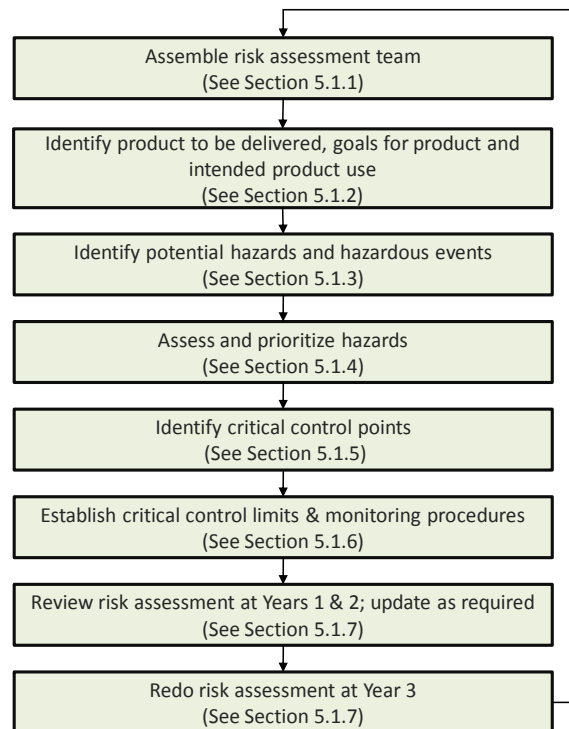 Assemble risk assessment team
(See Section 5.1.1)
Identify product to be delivered, goals for product and
intended product use
(See Section 5.1.2)
Identify potential hazards and hazardous events
(See Section 5.1.3)
Assess and prioritize hazards
(See Section 5.1.4)
Identify critical control points
(See Section 5.1.5)
Establish critical control limits & monitoring procedures
(See Section 5.1.6)
Review risk assessment at Years 1 & 2; update as required
(See Section 5.1.7)
Redo risk assessment at Year 3
(See Section 5.1.7)